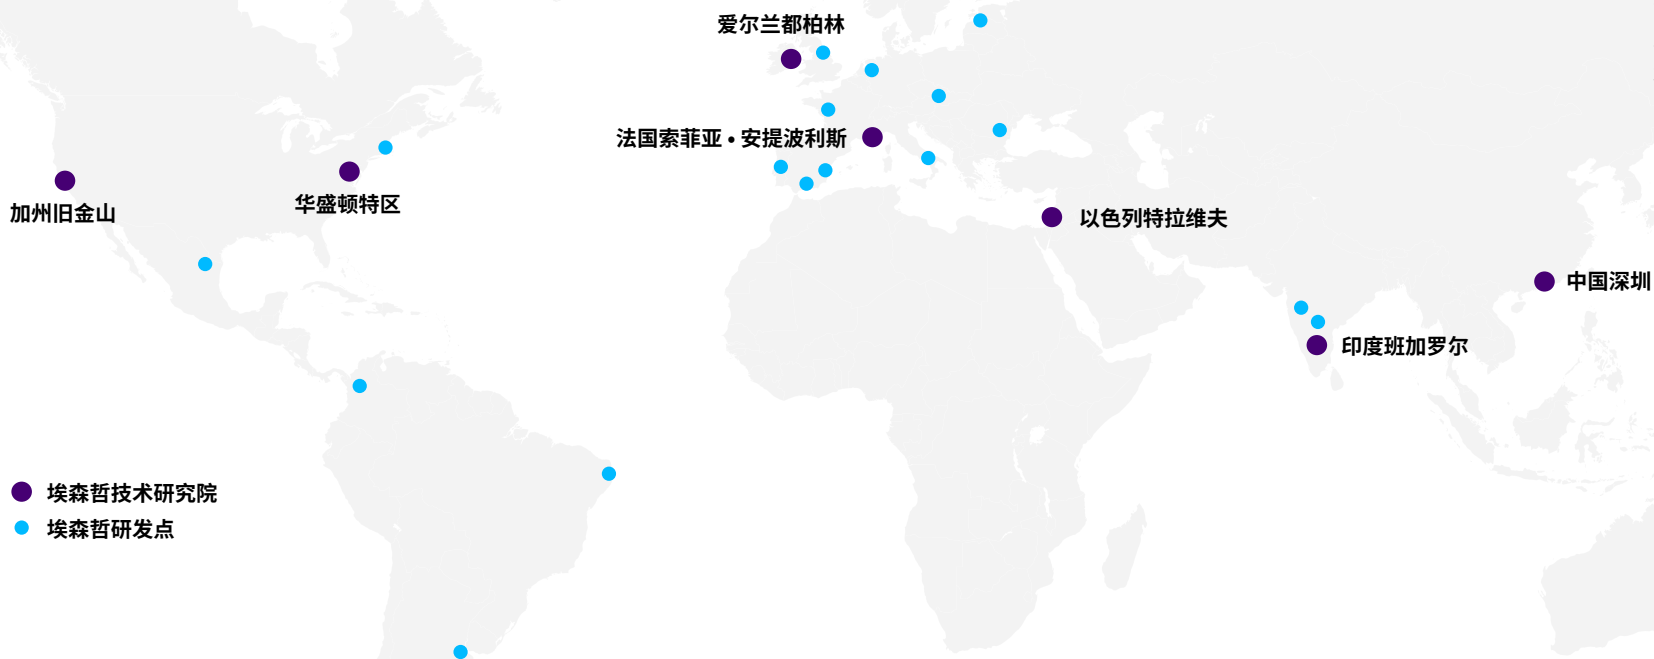 爱尔兰都柏林
法国索菲亚•安提波利斯
加州旧金山
华盛顿特区
以色列特拉维夫
中国深圳
印度班加罗尔
埃森哲技术研究院
埃森哲研发点